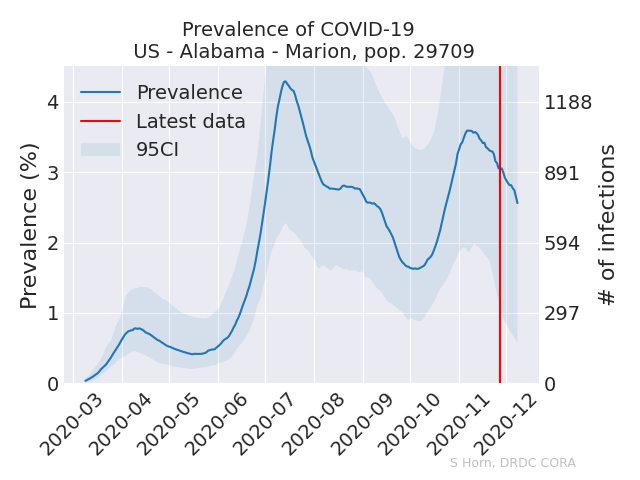 Prevalence of COVID-19
US - Alabama - Marion, pop. 29709
Prevalence
Latest data
95CI
Prevalence (%)
4
3
2
1
0
1188
891
594
297
0
# of infections
2020-03
2020-04
2020-05
2020-06
2020-07
2020-08
2020-09
2020-10
2020-11
2020-12
S Horn, DRDC CORA